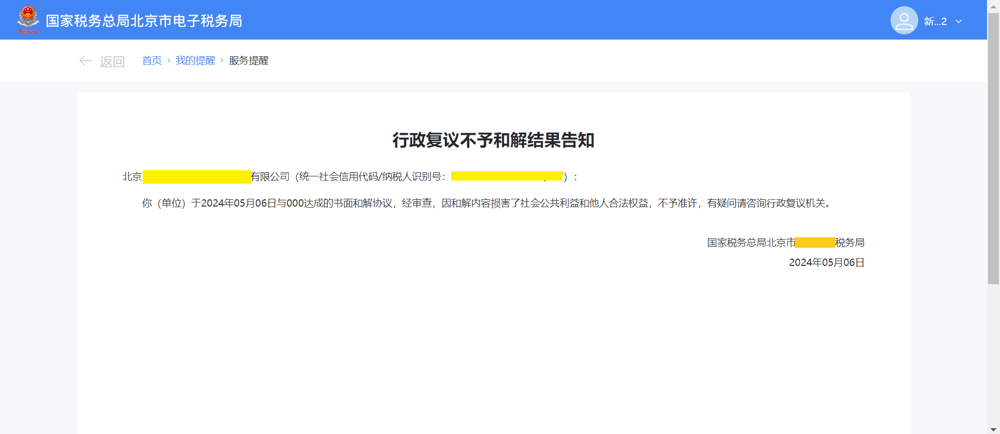 国家税务总局北京市电子税务局
新...2
返回 首页 > 我的提醒 > 服务提醒
行政复议不予和解结果告知
北京 有限公司（统一社会信用代码/纳税人识别号： ）:
你（单位）于2024年05月06日与000达成的书面和解协议，经审查，因和解内容损害了社会公共利益和他人合法权益，不予准许，有疑问请咨询行政复议机关。
国家税务总局北京市 税务局
2024年05月06日